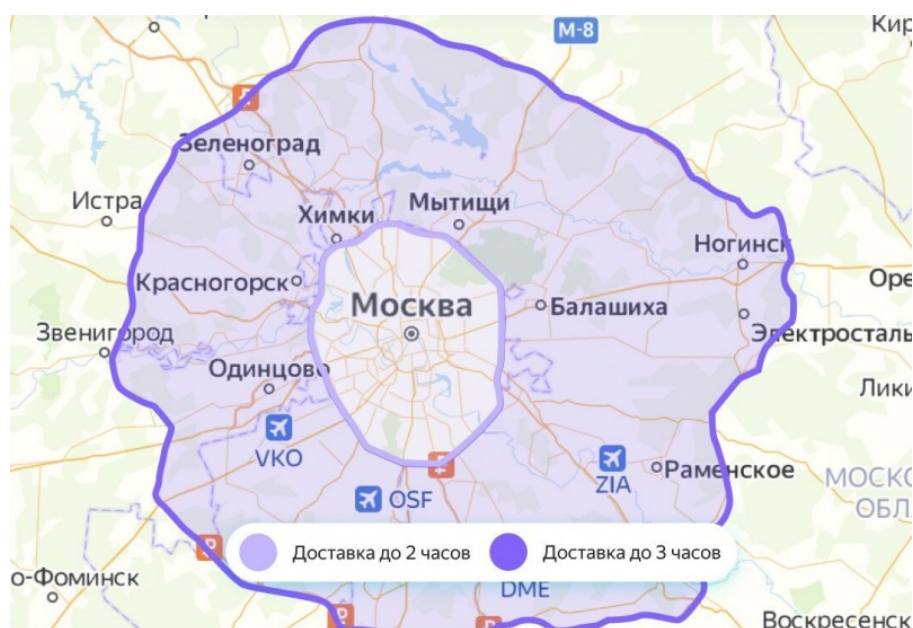 М-8
Кир
Зеленоград
Истра
Химки
Мытищи
Ногинск
Красногорск
Москва
Балашиха
Оре
Звенигород
Электросталь
Одинцово
Лики
VKO
ZIA
Раменское
OSF
МОСКО
ОБЛ
Доставка до 2 часов
Доставка до 3 часов
о-Фоминск
DME
Воскресенск